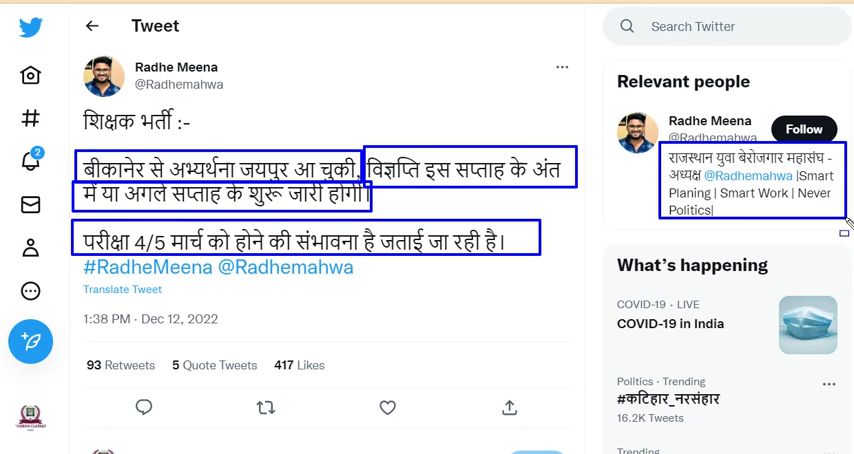 Tweet
Search Twitter
Radhe Meena
@Radhemahwa
शिक्षक भर्ती :-
बीकानेर से अभ्यर्थना जयपुर आ चुकी, विज्ञप्ति इस सप्ताह के अंत
में या अगले सप्ताह के शुरू जारी होगी।
परीक्षा 4/5 मार्च को होने की संभावना है जताई जा रही है।
#RadheMeena @Radhemahwa
Translate Tweet
1:38 PM · Dec 12, 2022
93 Retweets 5 Quote Tweets 417 Likes
2
Relevant people
Radhe Meena
@Radhemahwa
Follow
राजस्थान युवा बेरोजगार महासंघ -
अध्यक्ष @Radhemahwa |Smart
Planing | Smart Work | Never
Politics|
What's happening
COVID-19 · LIVE
COVID-19 in India
Politics · Trending
#कटिहार_नरसंहार
16.2K Tweets
Trending